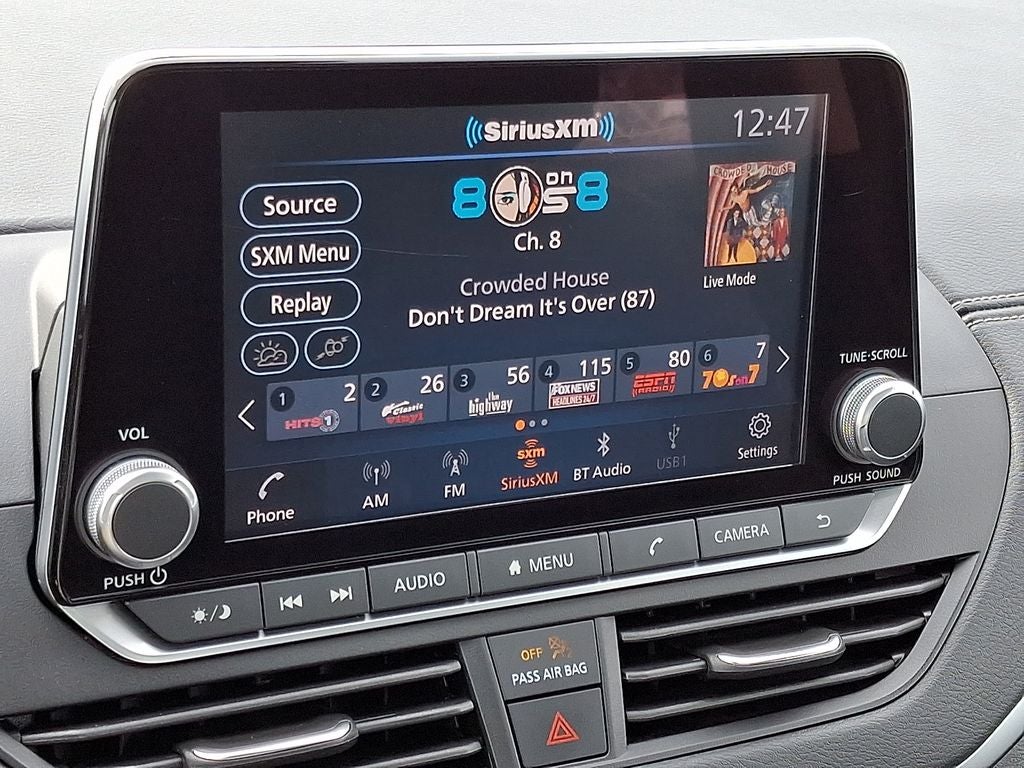 SiriusXM
12:47
80s on 8
CROWDED HOUSE
Source
Ch. 8
SXM Menu
Live Mode
Crowded House
Replay
Don't Dream It's Over (87)
1 2 HITS 1
2 26 Classic Vinyl
3 56 the highway
4 115 FOX NEWS HEADLINES 24/7
5 80 ESPN RADIO
6 7 70s on 7
TUNE·SCROLL
VOL
Phone
AM
FM
sxm
SiriusXM
BT Audio
USB1
Settings
PUSH SOUND
PUSH
AUDIO
MENU
CAMERA
OFF
PASS AIR BAG